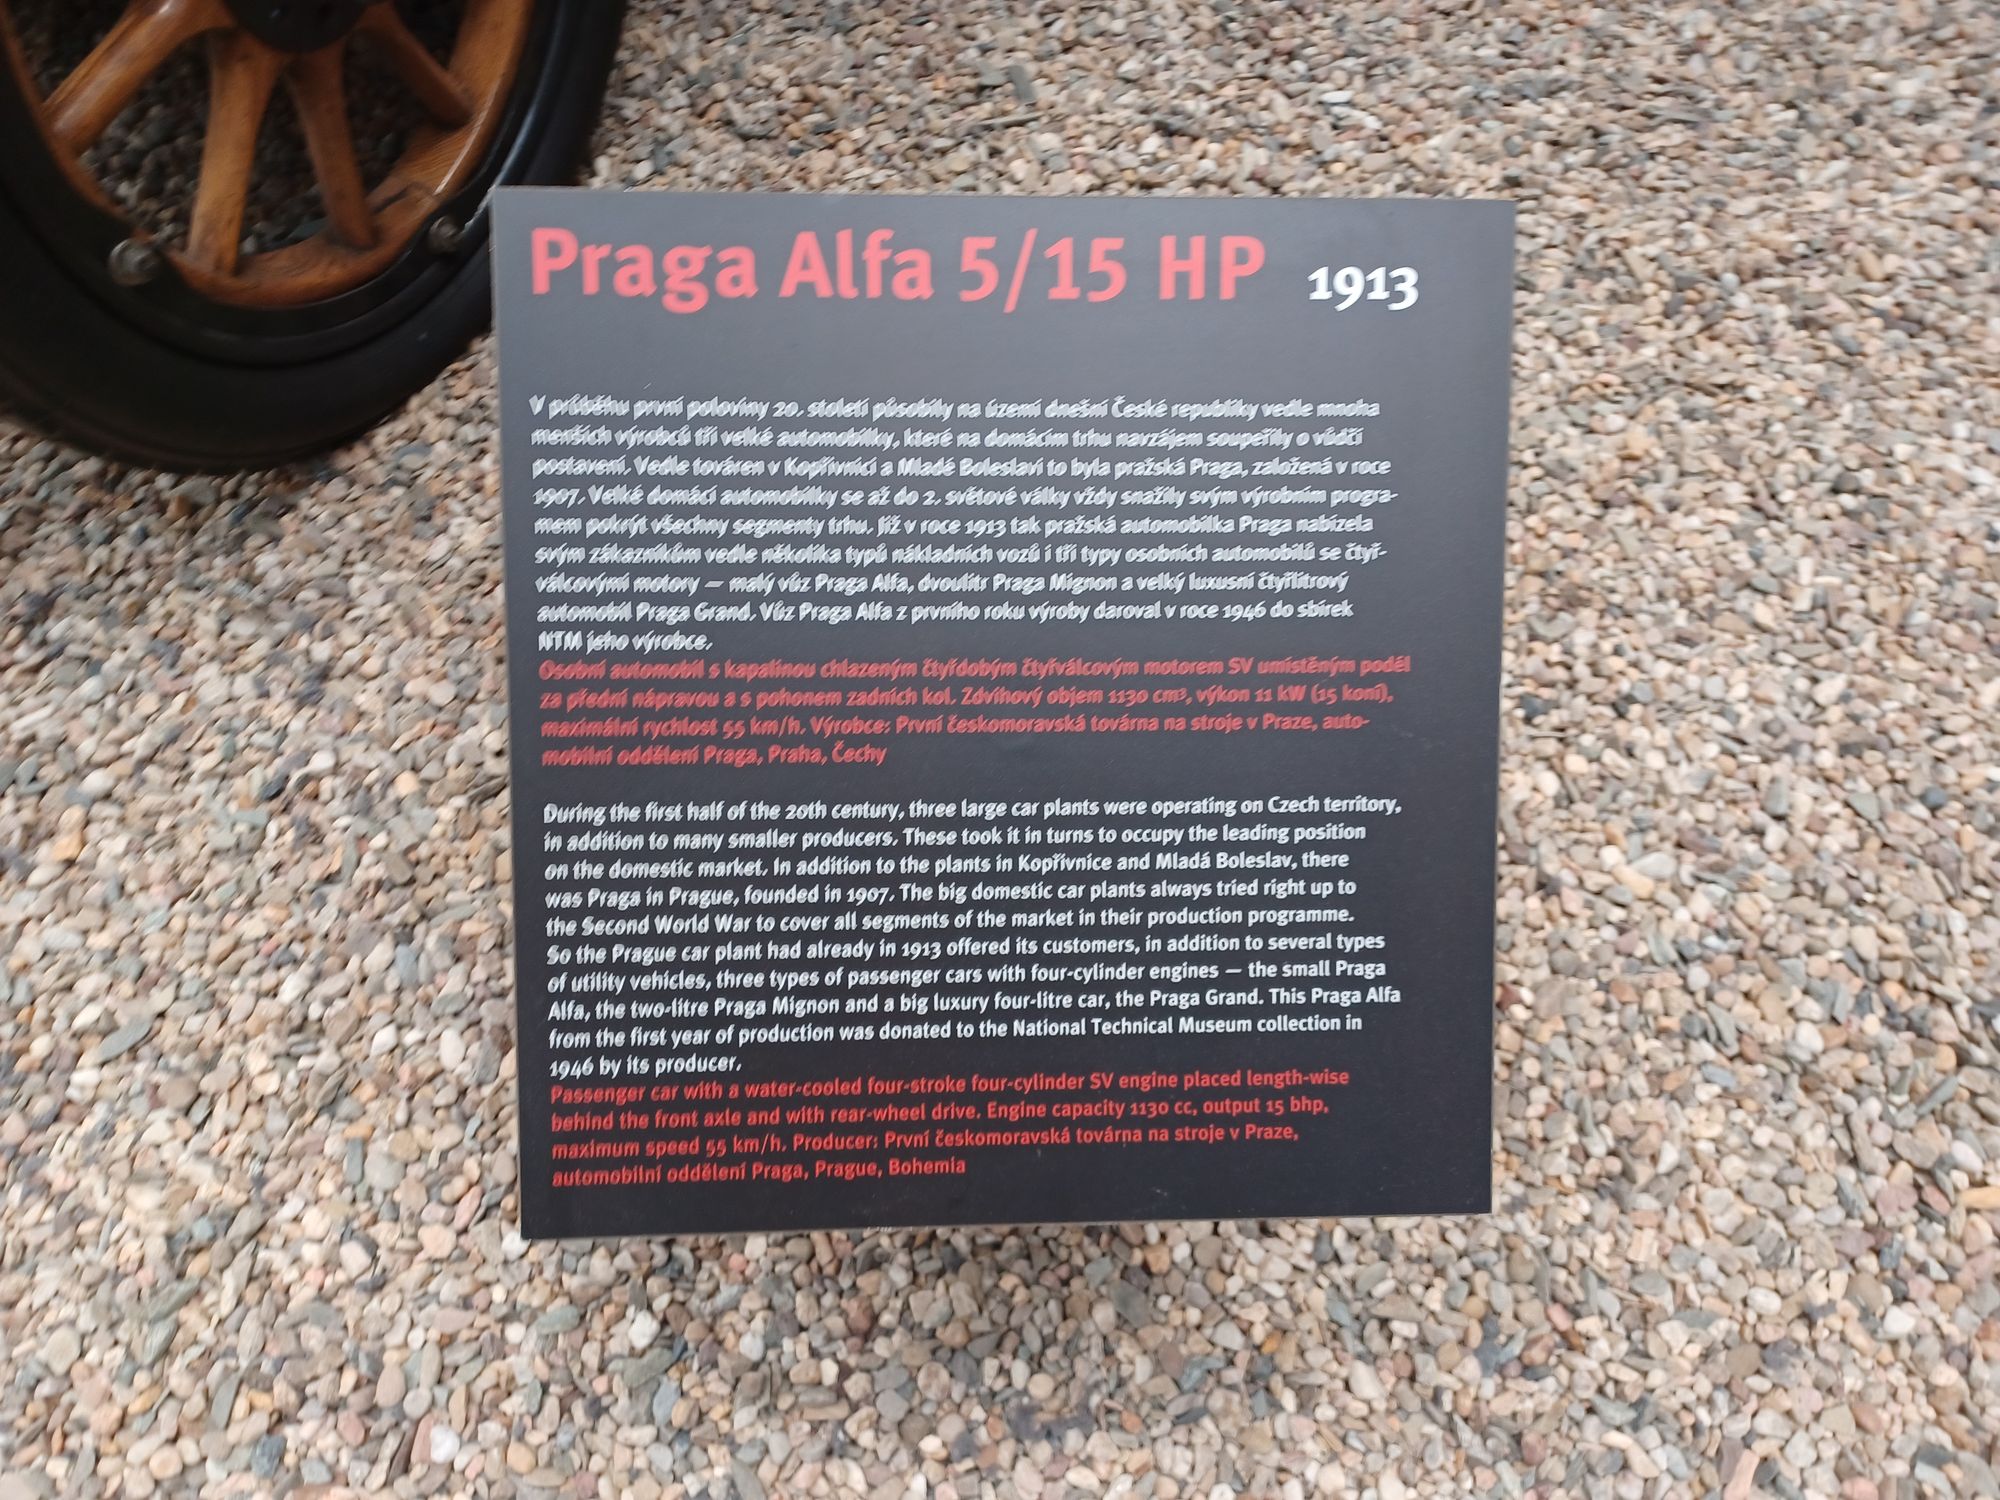 Praga Alfa 5/15 HP 1913
V průběhu první poloviny 20. století působily na území dnešní České republiky vedle mnoha
menších výrobců tři velké automobilky, které na domácím trhu navzájem soupeřily o vůdčí
postavení. Vedle továren v Kopřivnici a Mladé Boleslavi to byla pražská Praga, založená v roce
1907. Velké domácí automobilky se až do 2. světové války vždy snažily svým výrobním progra-
mem pokrýt všechny segmenty trhu. Již v roce 1913 tak pražská automobilka Praga nabízela
svým zákazníkům vedle několika typů nákladních vozů i tři typy osobních automobilů se čtyř-
válcovými motory — malý vůz Praga Alfa, dvoulitr Praga Mignon a velký luxusní čtyřlitrový
automobil Praga Grand. Vůz Praga Alfa z prvního roku výroby daroval v roce 1946 do sbírek
NTM jeho výrobce.
Osobní automobil s kapalinou chlazeným čtyřdobým čtyřválcovým motorem SV umístěným podél
za přední nápravou a s pohonem zadních kol. Zdvihový objem 1130 cm³, výkon 11 kW (15 koní),
maximální rychlost 55 km/h. Výrobce: První českomoravská továrna na stroje v Praze, auto-
mobilní oddělení Praga, Praha, Čechy
During the first half of the 20th century, three large car plants were operating on Czech territory,
in addition to many smaller producers. These took it in turns to occupy the leading position
on the domestic market. In addition to the plants in Kopřivnice and Mladá Boleslav, there
was Praga in Prague, founded in 1907. The big domestic car plants always tried right up to
the Second World War to cover all segments of the market in their production programme.
So the Prague car plant had already in 1913 offered its customers, in addition to several types
of utility vehicles, three types of passenger cars with four-cylinder engines — the small Praga
Alfa, the two-litre Praga Mignon and a big luxury four-litre car, the Praga Grand. This Praga Alfa
from the first year of production was donated to the National Technical Museum collection in
1946 by its producer.
Passenger car with a water-cooled four-stroke four-cylinder SV engine placed length-wise
behind the front axle and with rear-wheel drive. Engine capacity 1130 cc, output 15 bhp,
maximum speed 55 km/h. Producer: První českomoravská továrna na stroje v Praze,
automobilní oddělení Praga, Prague, Bohemia